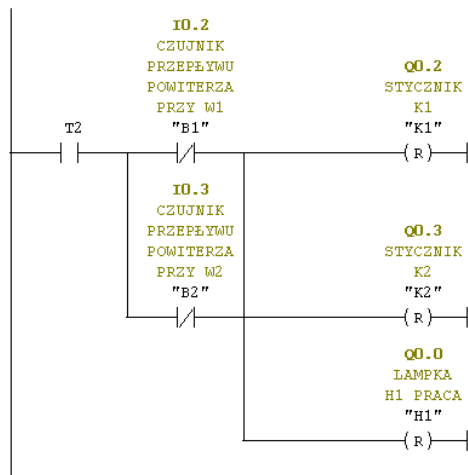 I0.2
CZUJNIK
PRZEPŁYWU
POWITERZA
PRZY W1
"B1"
Q0.2
STYCZNIK
K1
"K1"
T2
R
I0.3
CZUJNIK
PRZEPŁYWU
POWITERZA
PRZY W2
"B2"
Q0.3
STYCZNIK
K2
"K2"
R
Q0.0
LAMPKA
H1 PRACA
"H1"
R